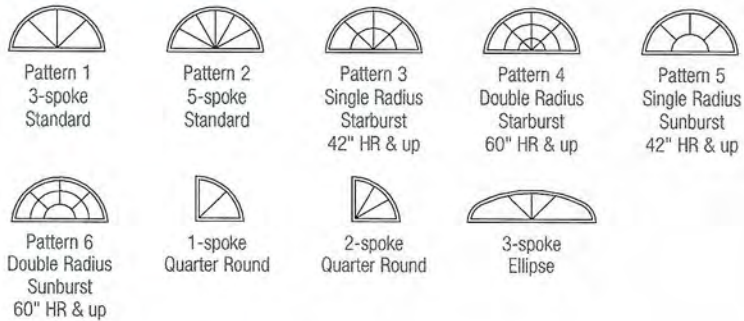 Pattern 1
3-spoke
Standard
Pattern 2
5-spoke
Standard
Pattern 3
Single Radius
Starburst
42" HR & up
Pattern 4
Double Radius
Starburst
60" HR & up
Pattern 5
Single Radius
Sunburst
42" HR & up
Pattern 6
Double Radius
Sunburst
60" HR & up
1-spoke
Quarter Round
2-spoke
Quarter Round
3-spoke
Ellipse